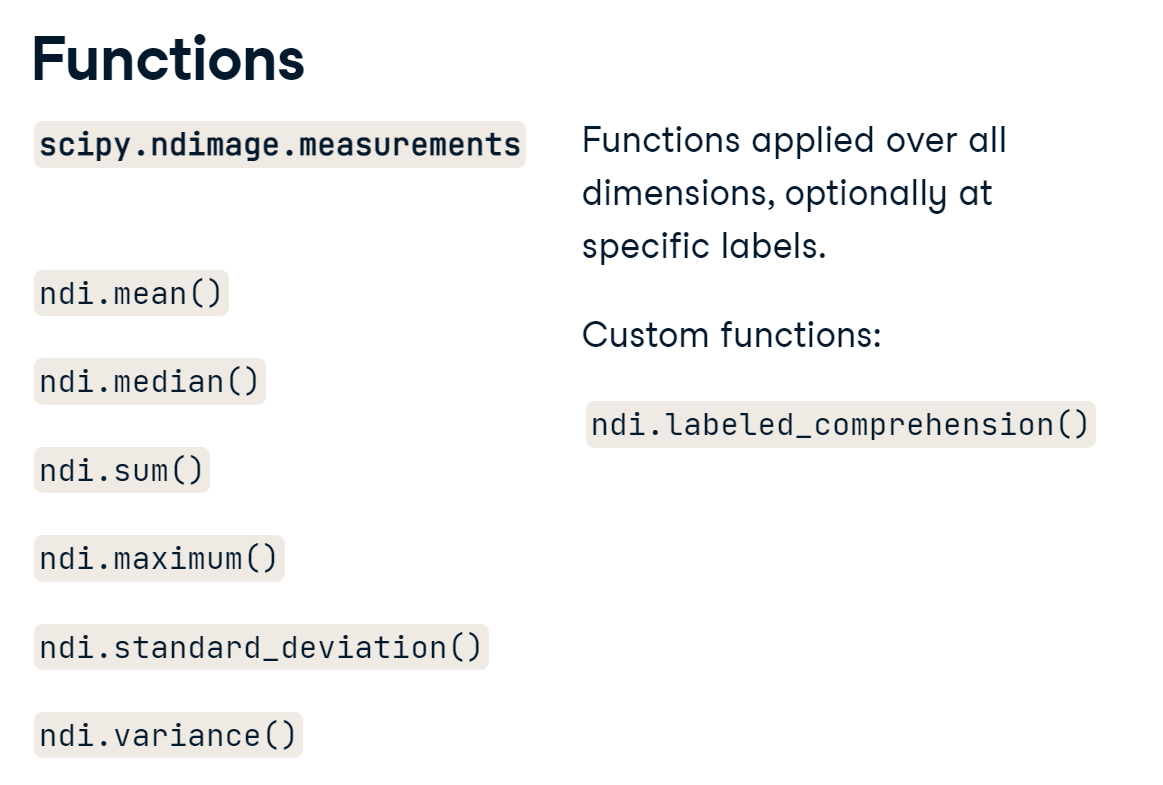 Functions
scipy.ndimage.measurements
ndi.mean()
ndi.median()
ndi.sum()
ndi.maximum()
ndi.standard_deviation()
ndi.variance()
Functions applied over all
dimensions, optionally at
specific labels.
Custom functions:
ndi.labeled_comprehension()